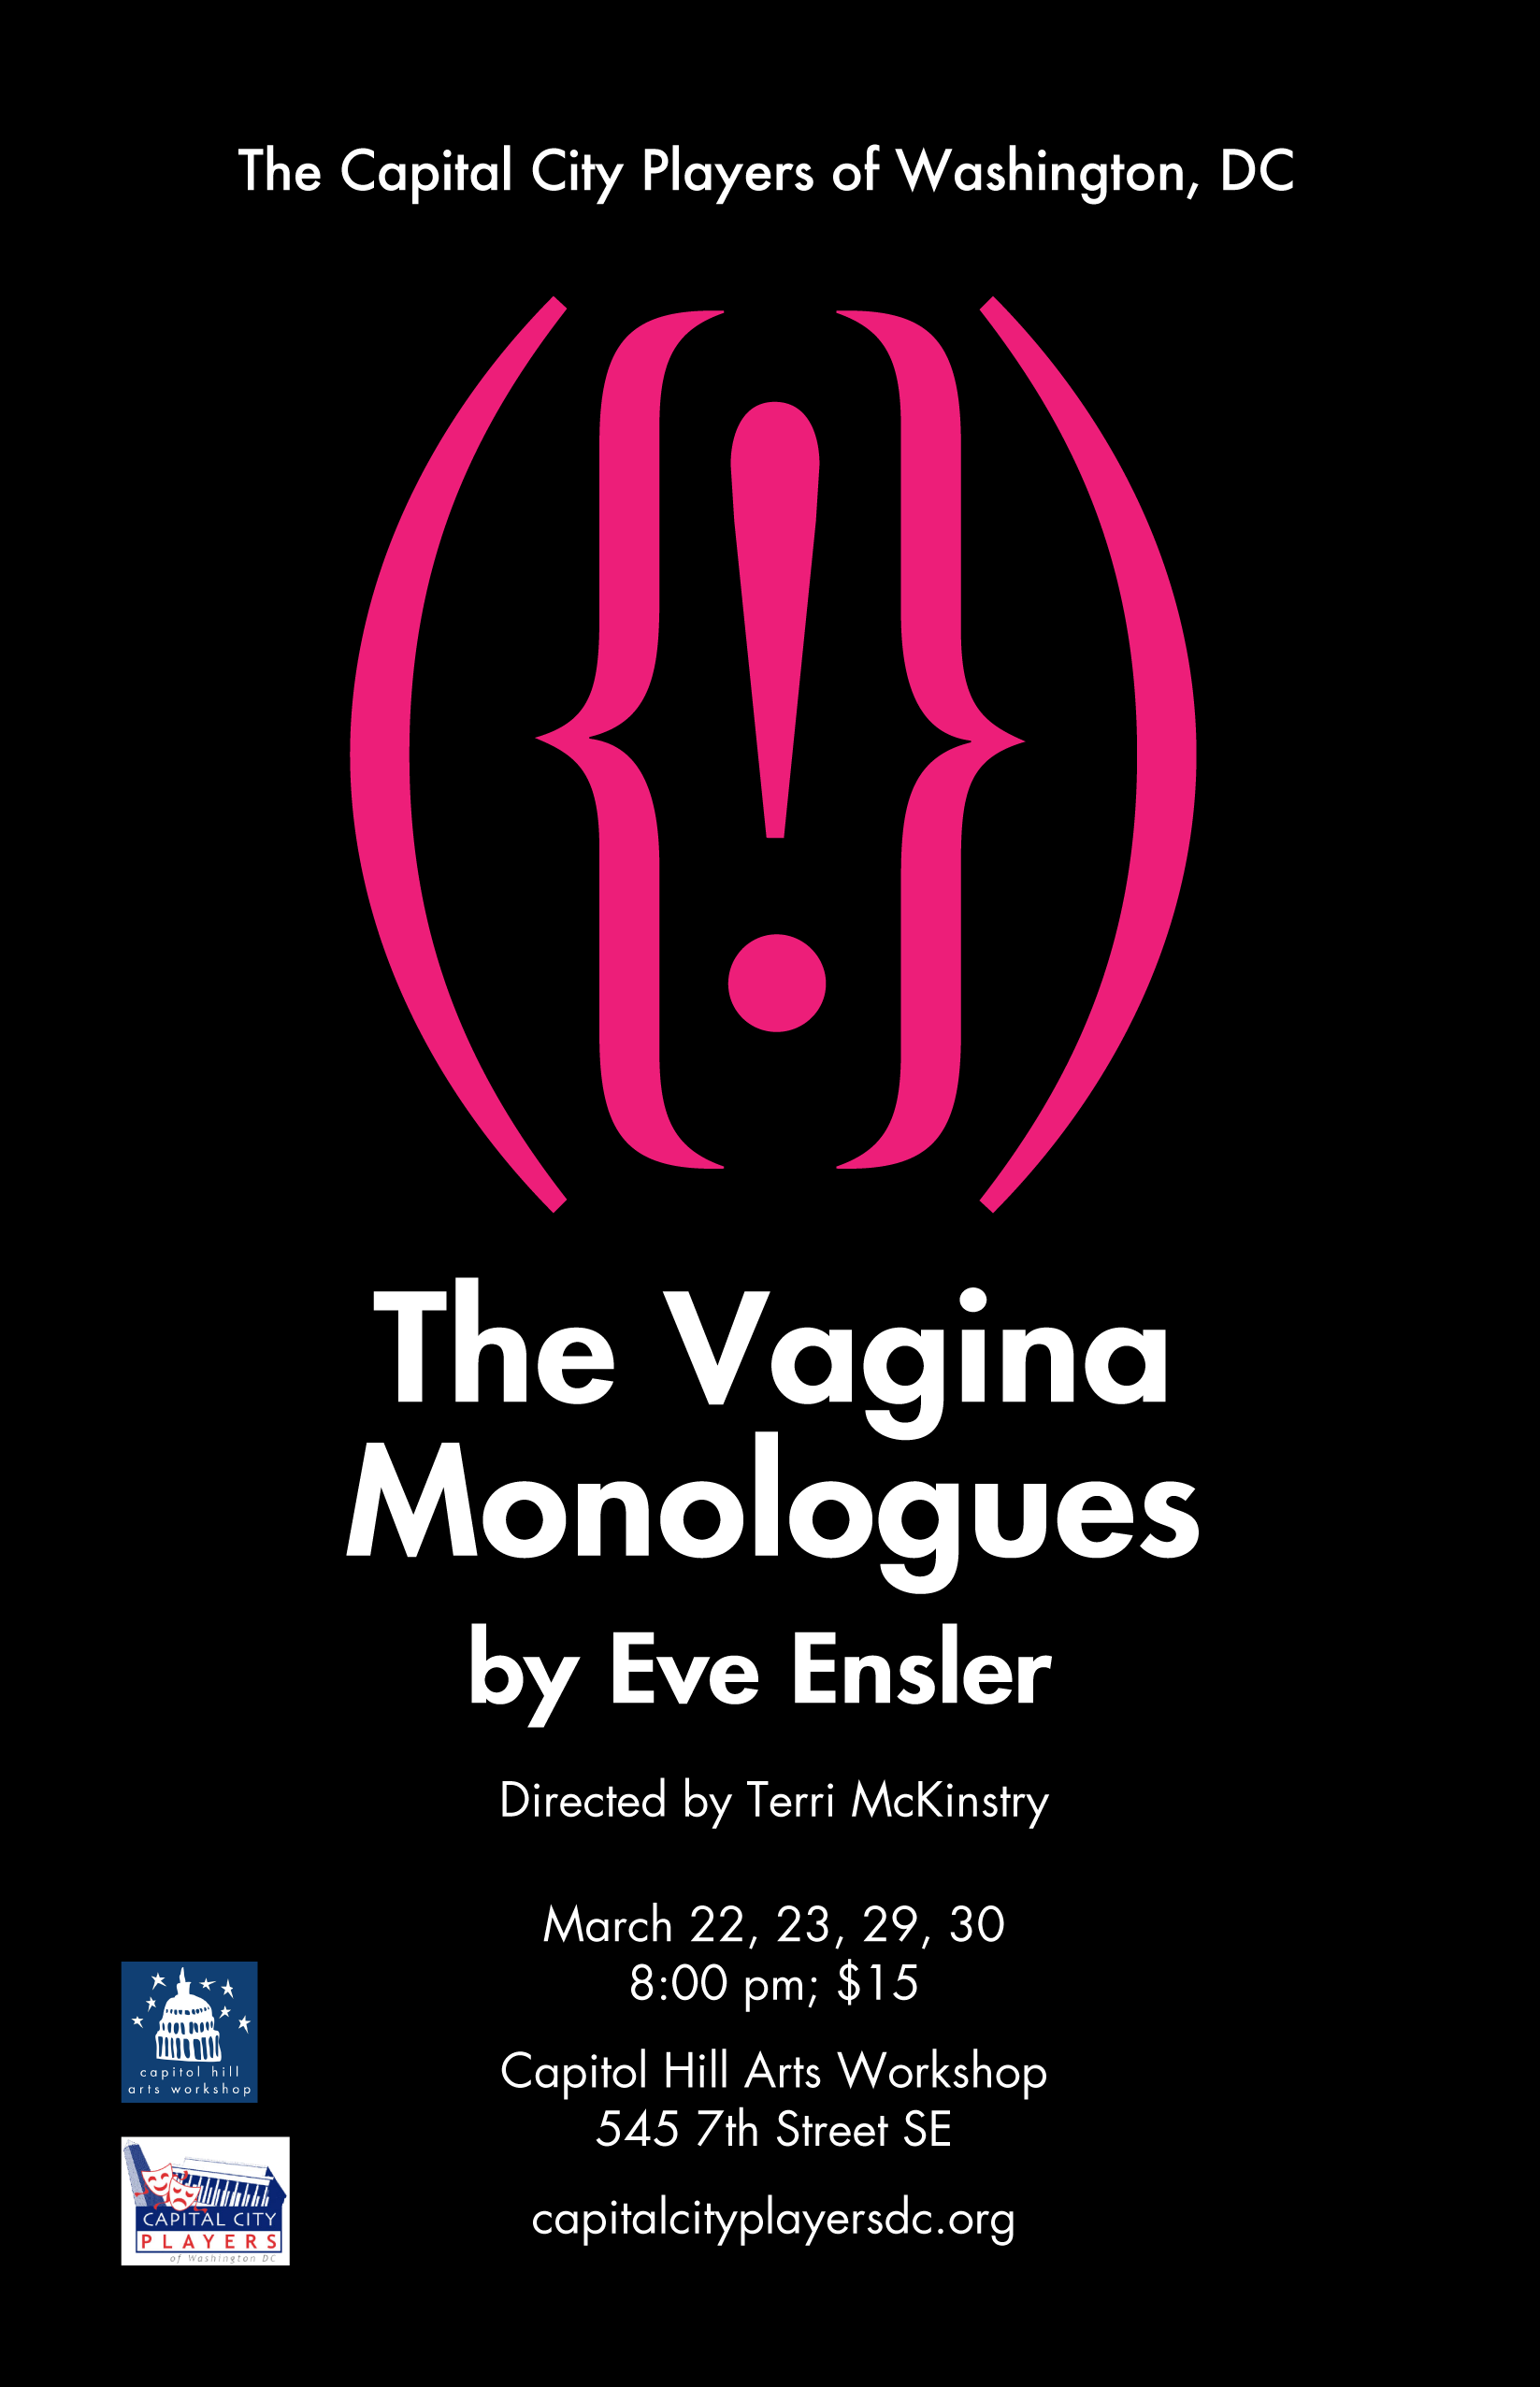 The Capital City Players of Washington, DC
({!})
The Vagina
Monologues
by Eve Ensler
Directed by Terri McKinstry
March 22, 23, 29, 30
8:00 pm; $15
Capitol Hill Arts Workshop
545 7th Street SE
capitalcityplayersdc.org
capitol hill
arts workshop
CAPITAL CITY
PLAYERS
of Washington DC